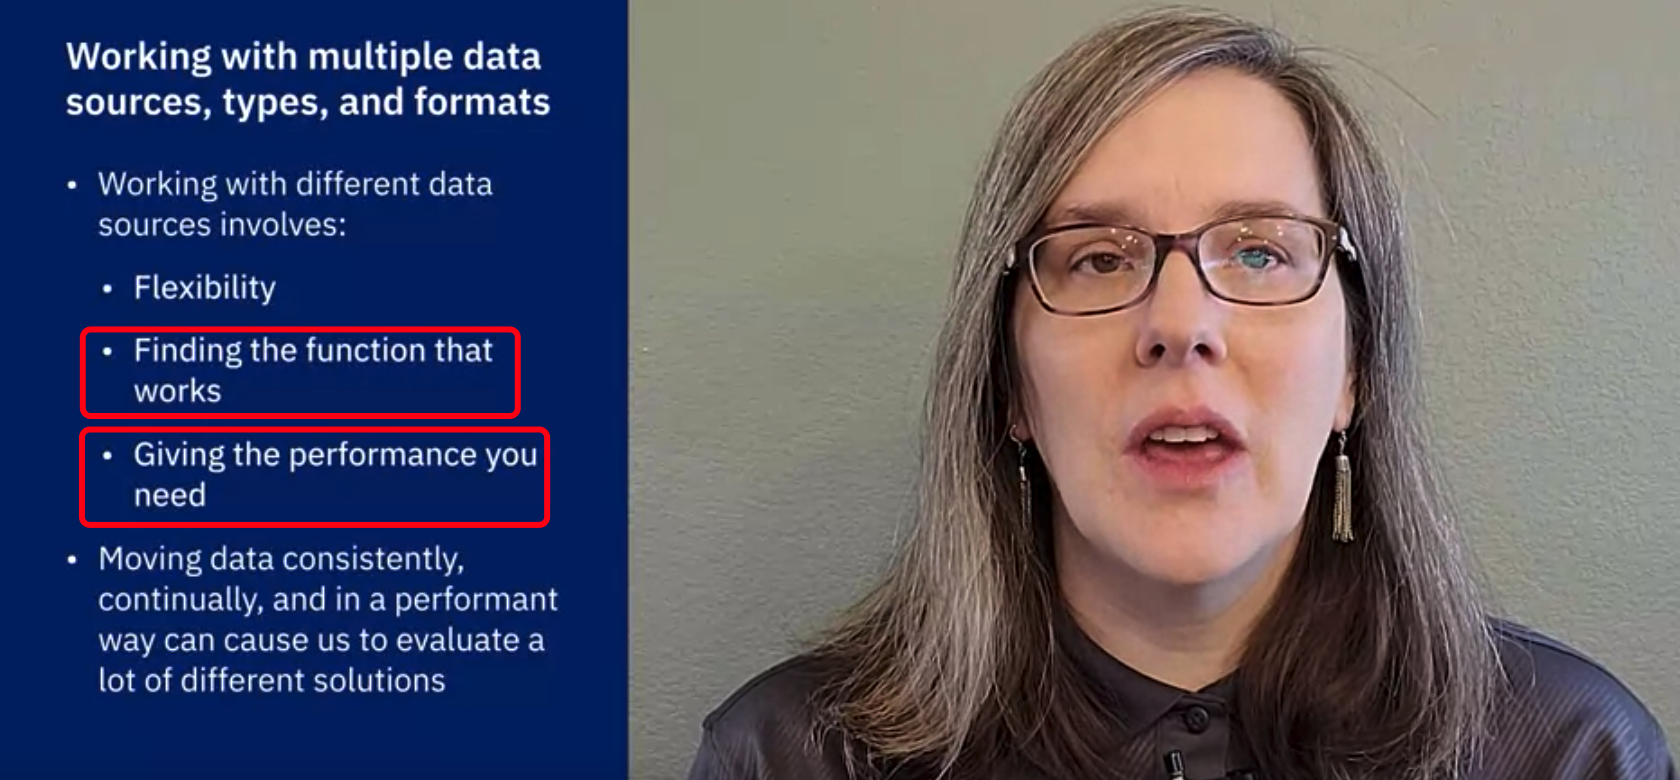 Working with multiple data
sources, types, and formats
• Working with different data
sources involves:
• Flexibility
• Finding the function that
works
• Giving the performance you
need
• Moving data consistently,
continually, and in a performant
way can cause us to evaluate a
lot of different solutions